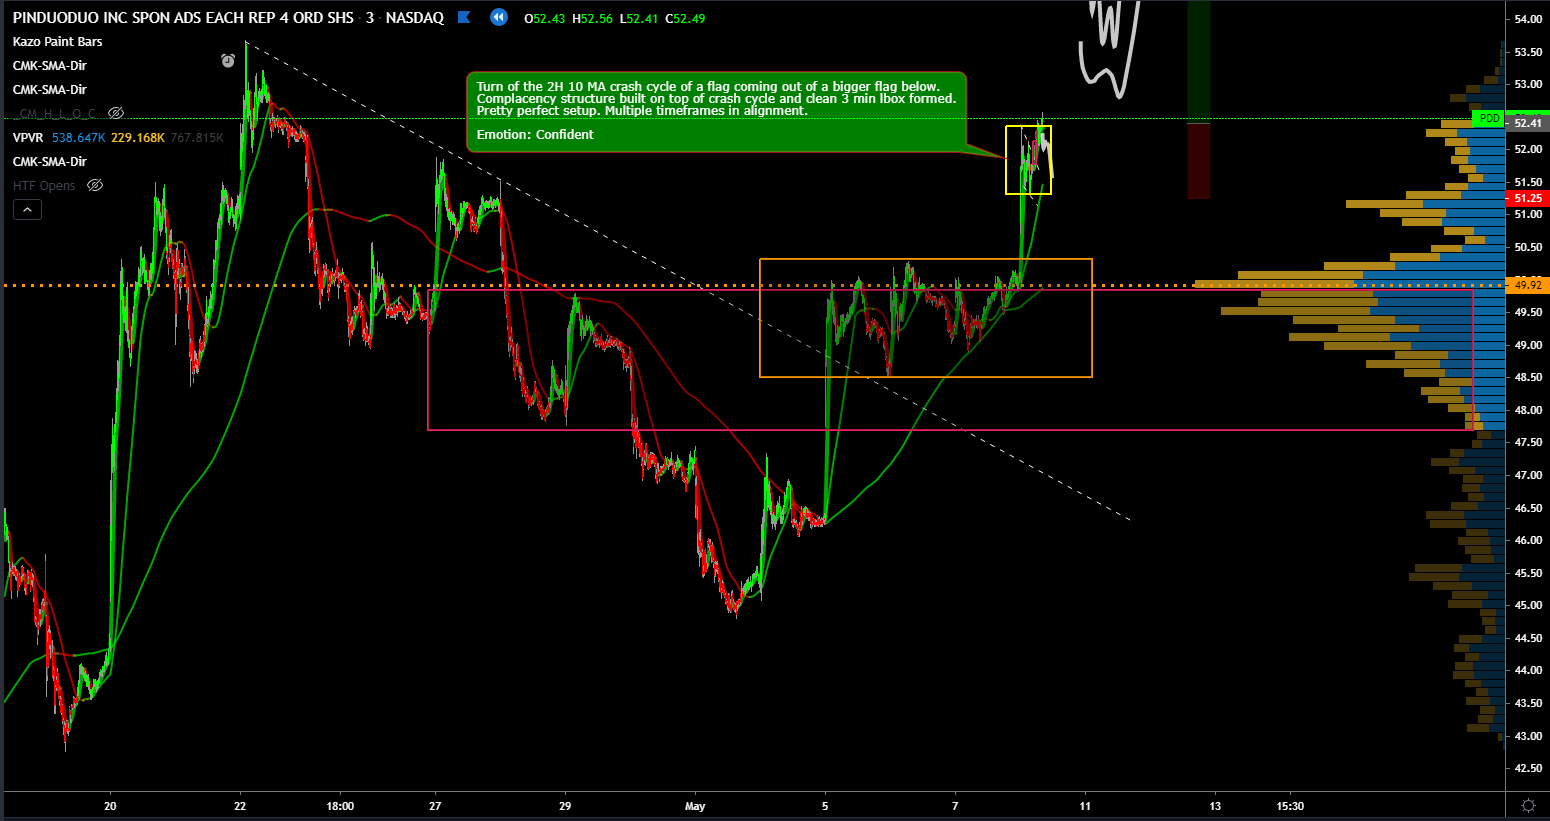 PINDUODUO INC SPON ADS EACH REP 4 ORD SHS · 3 · NASDAQ O52.43 H52.56 L52.41 C52.49
Kazo Paint Bars
CMK-SMA-Dir
CMK-SMA-Dir
_CM_H_L_O_C
VPVR 538.647K 229.168K 767.815K
CMK-SMA-Dir
HTF Opens
Turn of the 2H 10 MA crash cycle of a flag coming out of a bigger flag below.
Complacency structure built on top of crash cycle and clean 3 min lbox formed.
Pretty perfect setup. Multiple timeframes in alignment.
Emotion: Confident
54.00
53.50
53.00
PDD
52.41
52.00
51.50
51.25
51.00
50.50
49.92
49.50
49.00
48.50
48.00
47.50
47.00
46.50
46.00
45.50
45.00
44.50
44.00
43.50
43.00
42.50
20 22 18:00 27 29 May 5 7 11 13 15:30